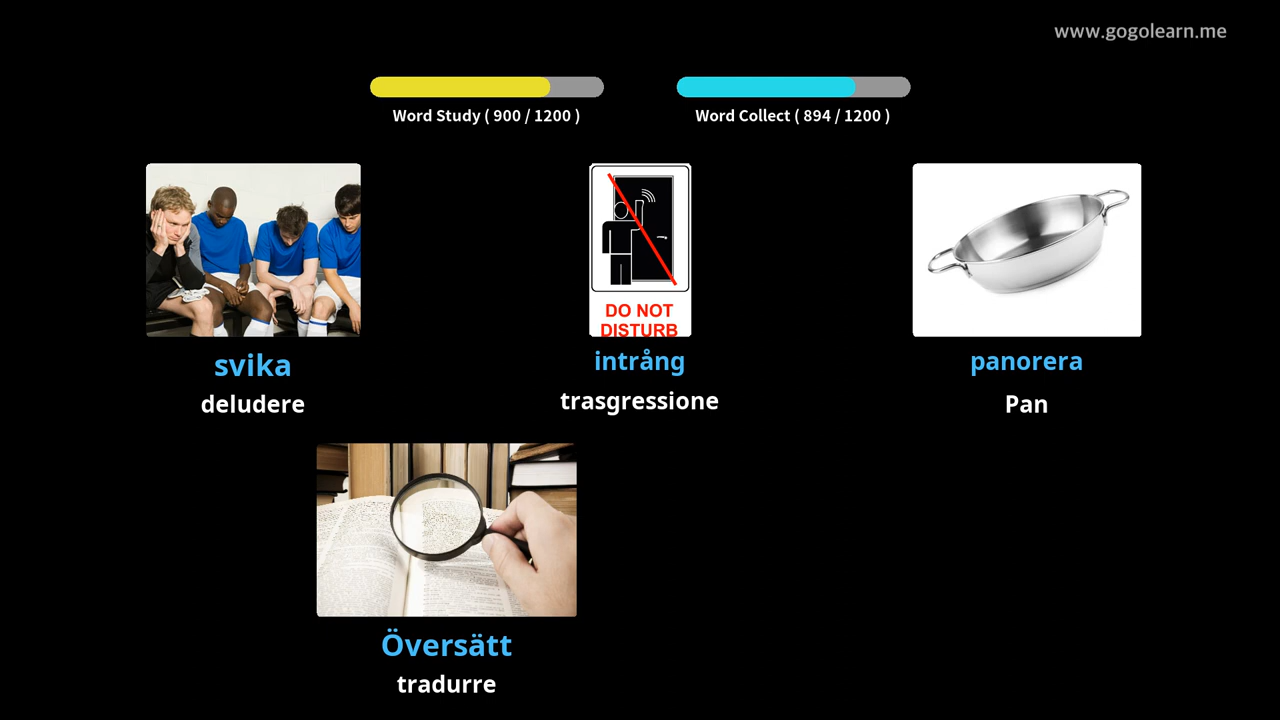 www.gogolearn.me
Word Study ( 900 / 1200 )
Word Collect ( 894 / 1200 )
DO NOT
DISTURB
svika
deludere
intrång
trasgressione
panorera
Pan
Översätt
tradurre